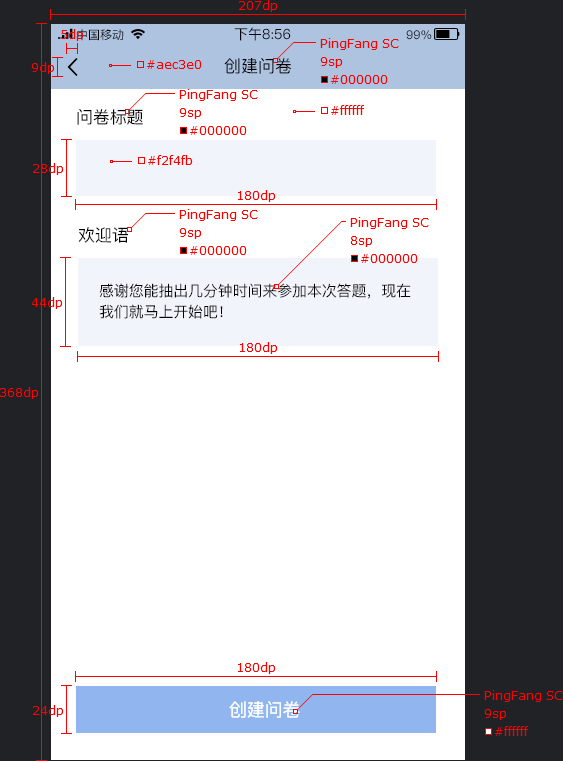 207dp
5dp
中国移动
下午8:56
99%
PingFang SC
9dp
#aec3e0
创建问卷
9sp
#000000
PingFang SC
问卷标题
9sp
#ffffff
#000000
28dp
#f2f4fb
180dp
欢迎语
PingFang SC
9sp
#000000
PingFang SC
8sp
#000000
44dp
感谢您能抽出几分钟时间来参加本次答题，现在
我们就马上开始吧！
180dp
368dp
180dp
24dp
创建问卷
PingFang SC
9sp
#ffffff